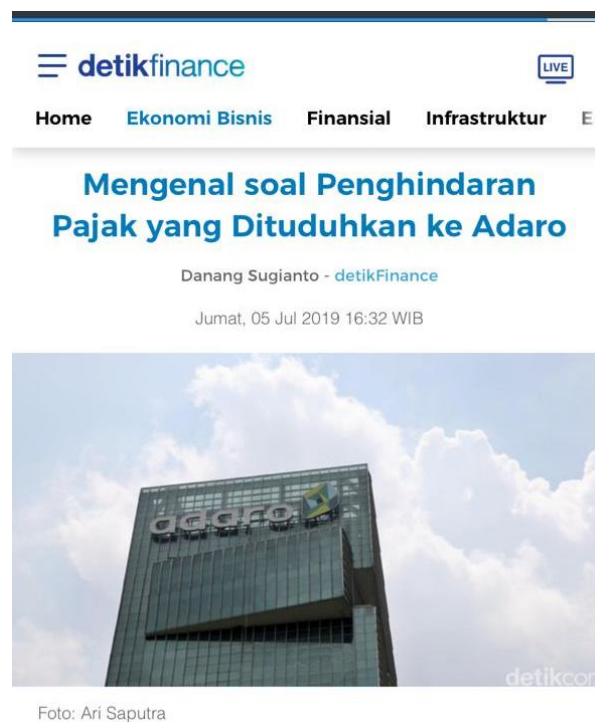 detikfinance
LIVE
Home Ekonomi Bisnis Finansial Infrastruktur E
Mengenal soal Penghindaran
Pajak yang Dituduhkan ke Adaro
Danang Sugianto - detikFinance
Jumat, 05 Jul 2019 16:32 WIB
adaro
detikcom
Foto: Ari Saputra